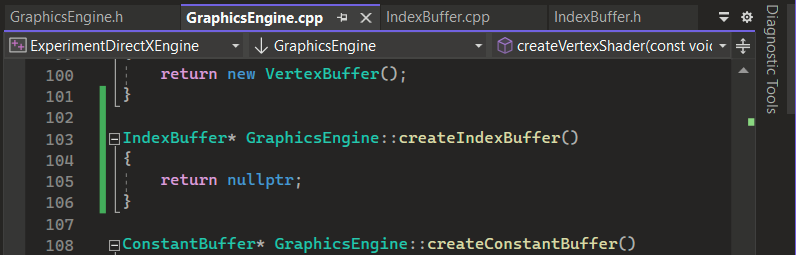 GraphicsEngine.h GraphicsEngine.cpp IndexBuffer.cpp IndexBuffer.h
ExperimentDirectXEngine GraphicsEngine createVertexShader(const voic
100 return new VertexBuffer();
101 }
102
103 IndexBuffer* GraphicsEngine::createIndexBuffer()
104 {
105 return nullptr;
106 }
107
108 ConstantBuffer* GraphicsEngine::createConstantBuffer()
Diagnostic Tools